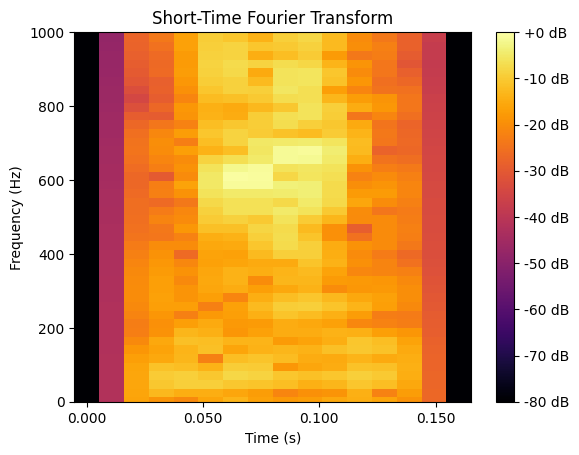 Short-Time Fourier Transform
1000
800
600
400
200
0
Frequency (Hz)
0.000
0.050
0.100
0.150
Time (s)
+0 dB
-10 dB
-20 dB
-30 dB
-40 dB
-50 dB
-60 dB
-70 dB
-80 dB